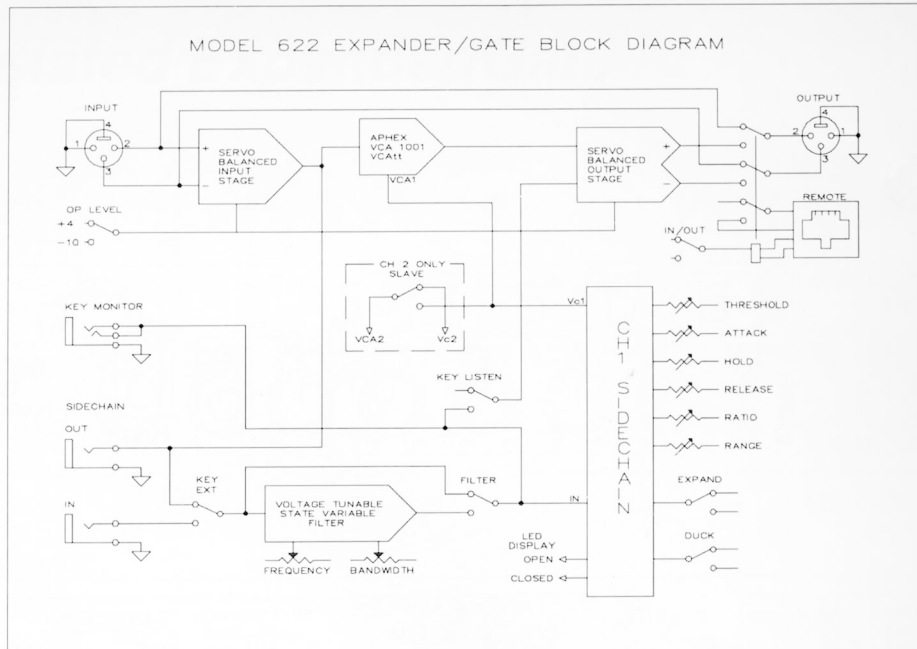 MODEL 622 EXPANDER/GATE BLOCK DIAGRAM
INPUT
4
1
2
3
SERVO
BALANCED
INPUT
STAGE
+
-
APHEX
VCA 1001
VCAtt
VCA1
SERVO
BALANCED
OUTPUT
STAGE
+
-
OUTPUT
4
2
1
3
REMOTE
IN/OUT
OP LEVEL
+4
-10
CH 2 ONLY
SLAVE
VCA2
Vc2
Vc1
KEY MONITOR
KEY LISTEN
SIDECHAIN
OUT
IN
KEY
EXT
VOLTAGE TUNABLE
STATE VARIABLE
FILTER
FREQUENCY
BANDWIDTH
FILTER
IN
CH1 SIDECHAIN
THRESHOLD
ATTACK
HOLD
RELEASE
RATIO
RANGE
EXPAND
DUCK
LED
DISPLAY
OPEN
CLOSED